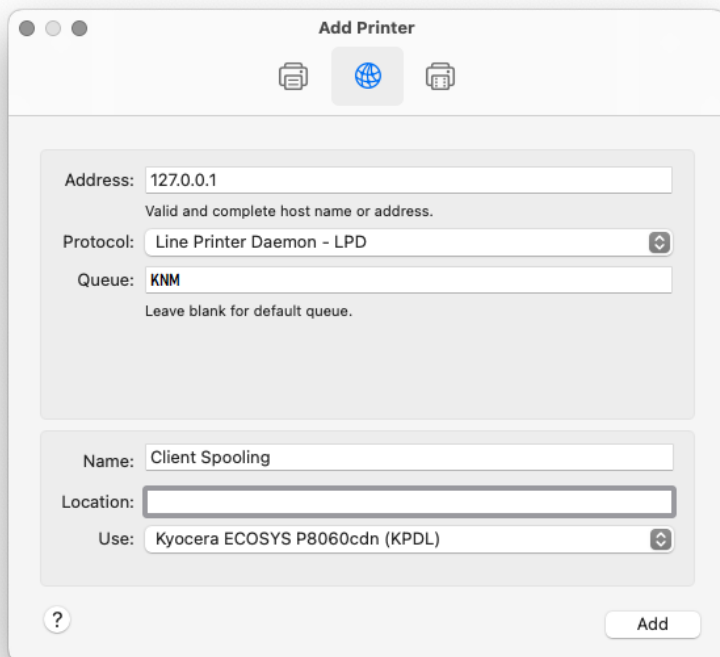 Add Printer
Address: 127.0.0.1
Valid and complete host name or address.
Protocol: Line Printer Daemon - LPD
Queue: KNM
Leave blank for default queue.
Name: Client Spooling
Location:
Use: Kyocera ECOSYS P8060cdn (KPDL)
? Add